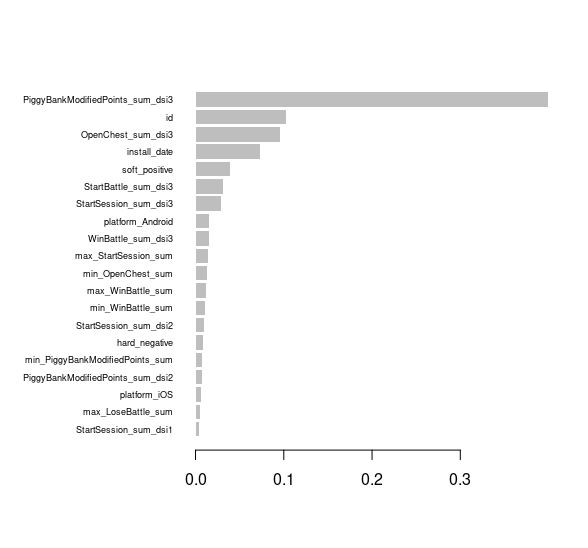 PiggyBankModifiedPoints_sum_dsi3
id
OpenChest_sum_dsi3
install_date
soft_positive
StartBattle_sum_dsi3
StartSession_sum_dsi3
platform_Android
WinBattle_sum_dsi3
max_StartSession_sum
min_OpenChest_sum
max_WinBattle_sum
min_WinBattle_sum
StartSession_sum_dsi2
hard_negative
min_PiggyBankModifiedPoints_sum
PiggyBankModifiedPoints_sum_dsi2
platform_iOS
max_LoseBattle_sum
StartSession_sum_dsi1
0.0 0.1 0.2 0.3